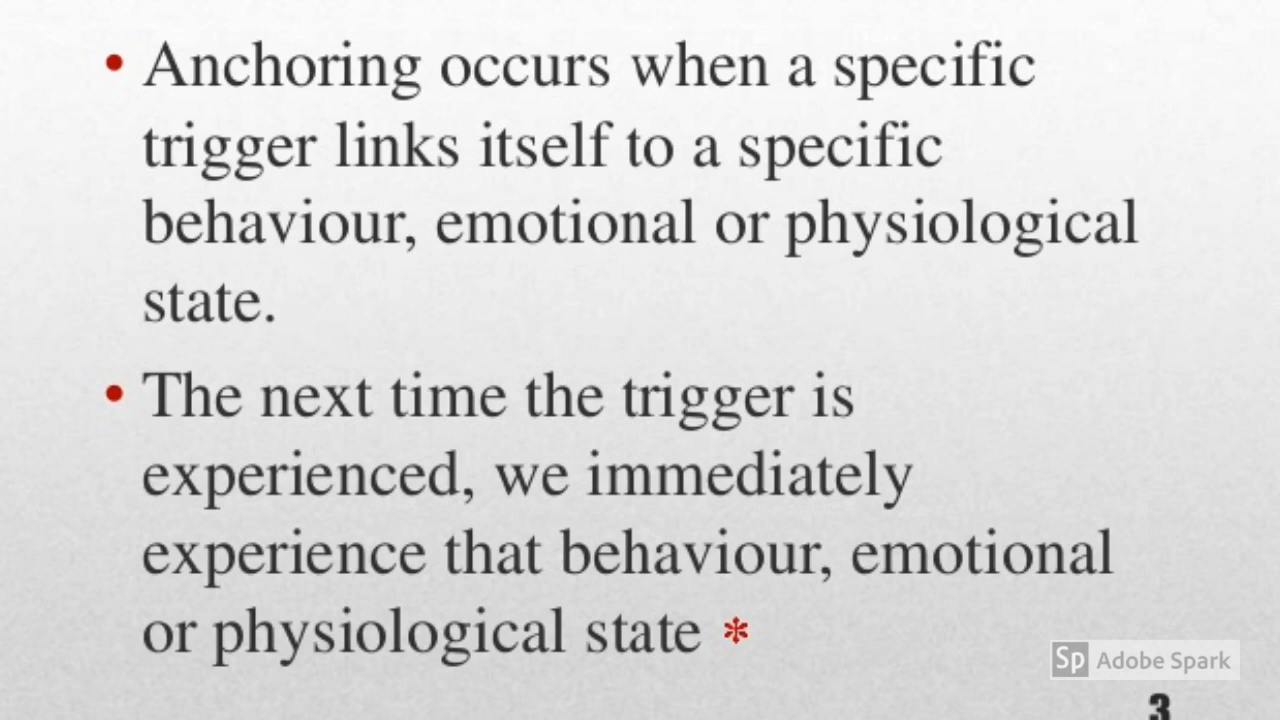 • Anchoring occurs when a specific
trigger links itself to a specific
behaviour, emotional or physiological
state.
• The next time the trigger is
experienced, we immediately
experience that behaviour, emotional
or physiological state *
Sp Adobe Spark
3